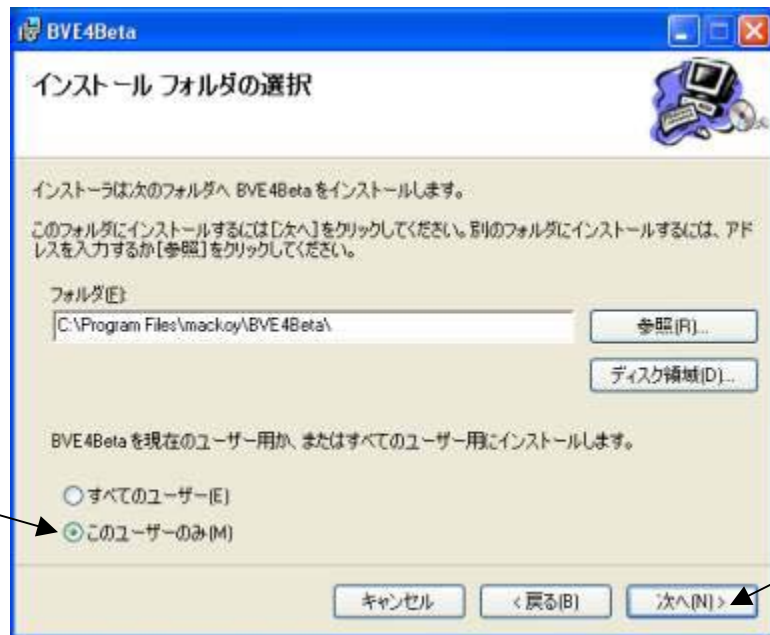 BVE4Beta
インストール フォルダの選択
インストーラは次のフォルダへ BVE4Beta をインストールします。
このフォルダにインストールするには[次へ]をクリックしてください。別のフォルダにインストールするには、アド
レスを入力するか[参照]をクリックしてください。
フォルダ(F):
C:\Program Files\mackoy\BVE4Beta\
参照(R)...
ディスク領域(D)...
BVE4Beta を現在のユーザー用か、またはすべてのユーザー用にインストールします。
すべてのユーザー(E)
このユーザーのみ(M)
キャンセル
< 戻る(B)
次へ(N) >